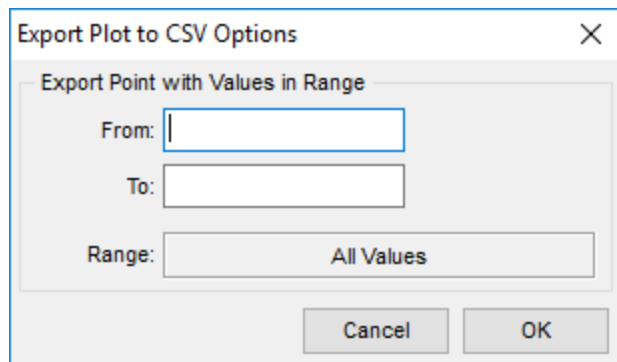 Export Plot to CSV Options
Export Point with Values in Range
From:
To:
Range: All Values
Cancel OK